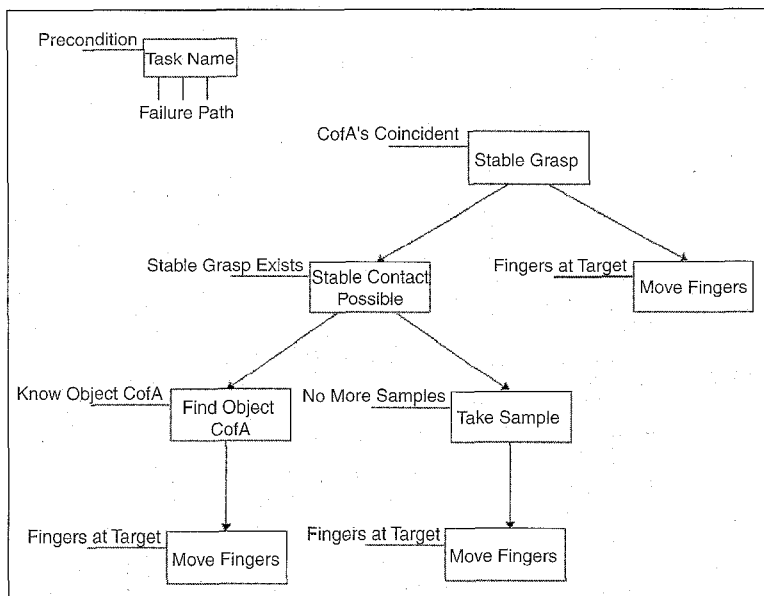 Precondition
Task Name
Failure Path
CofA's Coincident
Stable Grasp
Stable Grasp Exists
Stable Contact
Possible
Fingers at Target
Move Fingers
Know Object CofA
Find Object
CofA
No More Samples
Take Sample
Fingers at Target
Move Fingers
Fingers at Target
Move Fingers